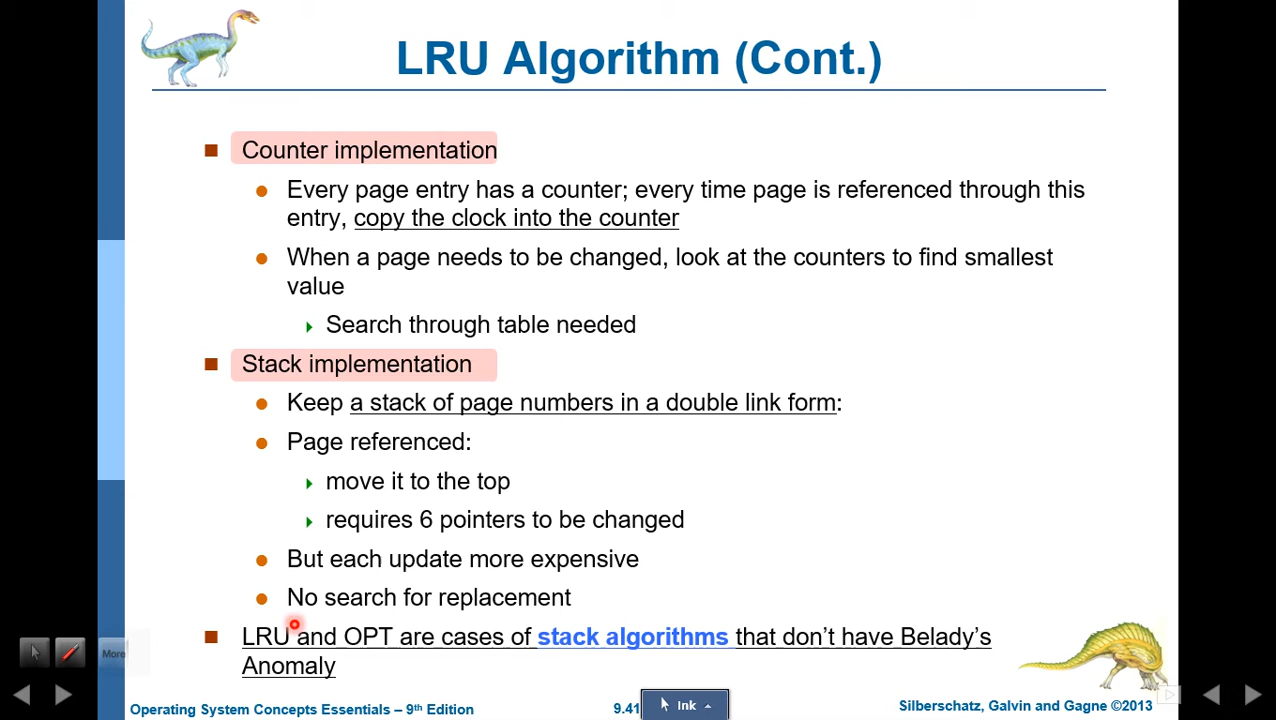 LRU Algorithm (Cont.)
Counter implementation
Every page entry has a counter; every time page is referenced through this
entry, copy the clock into the counter
When a page needs to be changed, look at the counters to find smallest
value
Search through table needed
Stack implementation
Keep a stack of page numbers in a double link form:
Page referenced:
move it to the top
requires 6 pointers to be changed
But each update more expensive
No search for replacement
LRU and OPT are cases of stack algorithms that don't have Belady's
Anomaly
More
Operating System Concepts Essentials – 9th Edition
9.41
Ink
Silberschatz, Galvin and Gagne ©2013